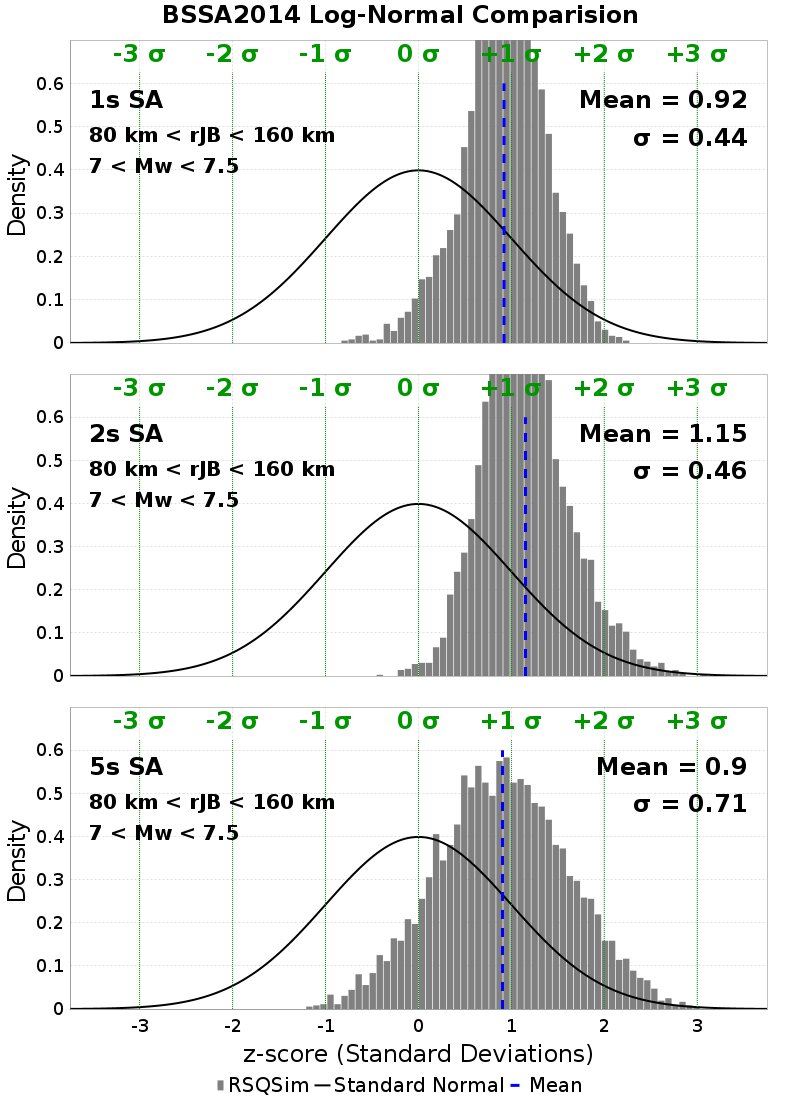 BSSA2014 Log-Normal Comparision
-3 σ -2 σ -1 σ 0 σ +1 σ +2 σ +3 σ
1s SA Mean = 0.92
80 km < rJB < 160 km σ = 0.44
7 < Mw < 7.5
0.6
0.5
0.4
0.3
0.2
0.1
0
Density
-3 σ -2 σ -1 σ 0 σ +1 σ +2 σ +3 σ
2s SA Mean = 1.15
80 km < rJB < 160 km σ = 0.46
7 < Mw < 7.5
0.6
0.5
0.4
0.3
0.2
0.1
0
Density
-3 σ -2 σ -1 σ 0 σ +1 σ +2 σ +3 σ
5s SA Mean = 0.9
80 km < rJB < 160 km σ = 0.71
7 < Mw < 7.5
0.6
0.5
0.4
0.3
0.2
0.1
0
Density
-3 -2 -1 0 1 2 3
z-score (Standard Deviations)
RSQSim Standard Normal Mean